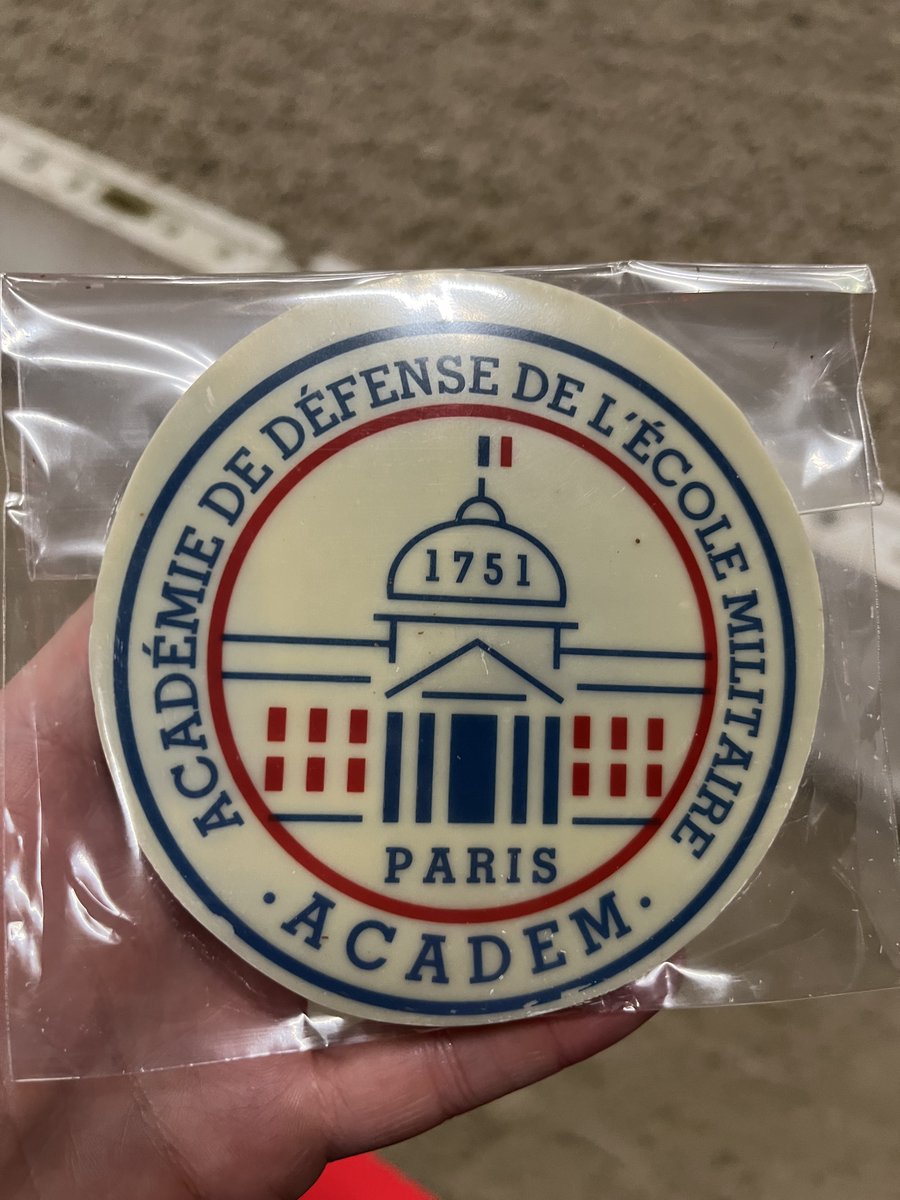 ACADÉMIE DE DÉFENSE DE L'ÉCOLE MILITAIRE
1751
PARIS
· ACADEM ·